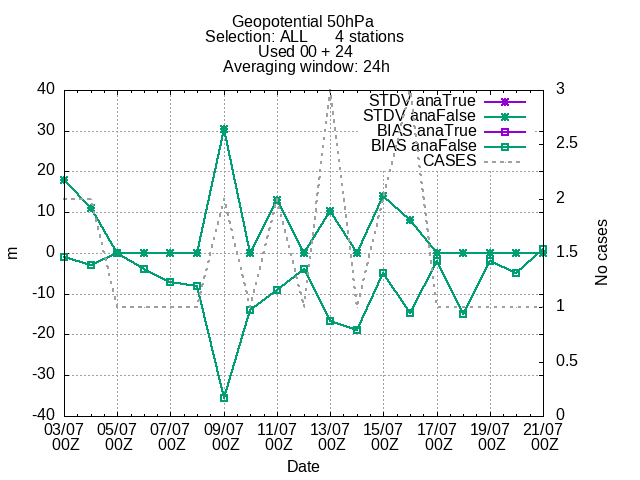 Geopotential 50hPa
Selection: ALL 4 stations
Used 00 + 24
Averaging window: 24h
STDV anaTrue
STDV anaFalse
BIAS anaTrue
BIAS anaFalse
CASES
40
30
20
10
0
-10
-20
-30
-40
m
3
2.5
2
1.5
1
0.5
0
No cases
03/07 05/07 07/07 09/07 11/07 13/07 15/07 17/07 19/07 21/07
00Z 00Z 00Z 00Z 00Z 00Z 00Z 00Z 00Z 00Z
Date